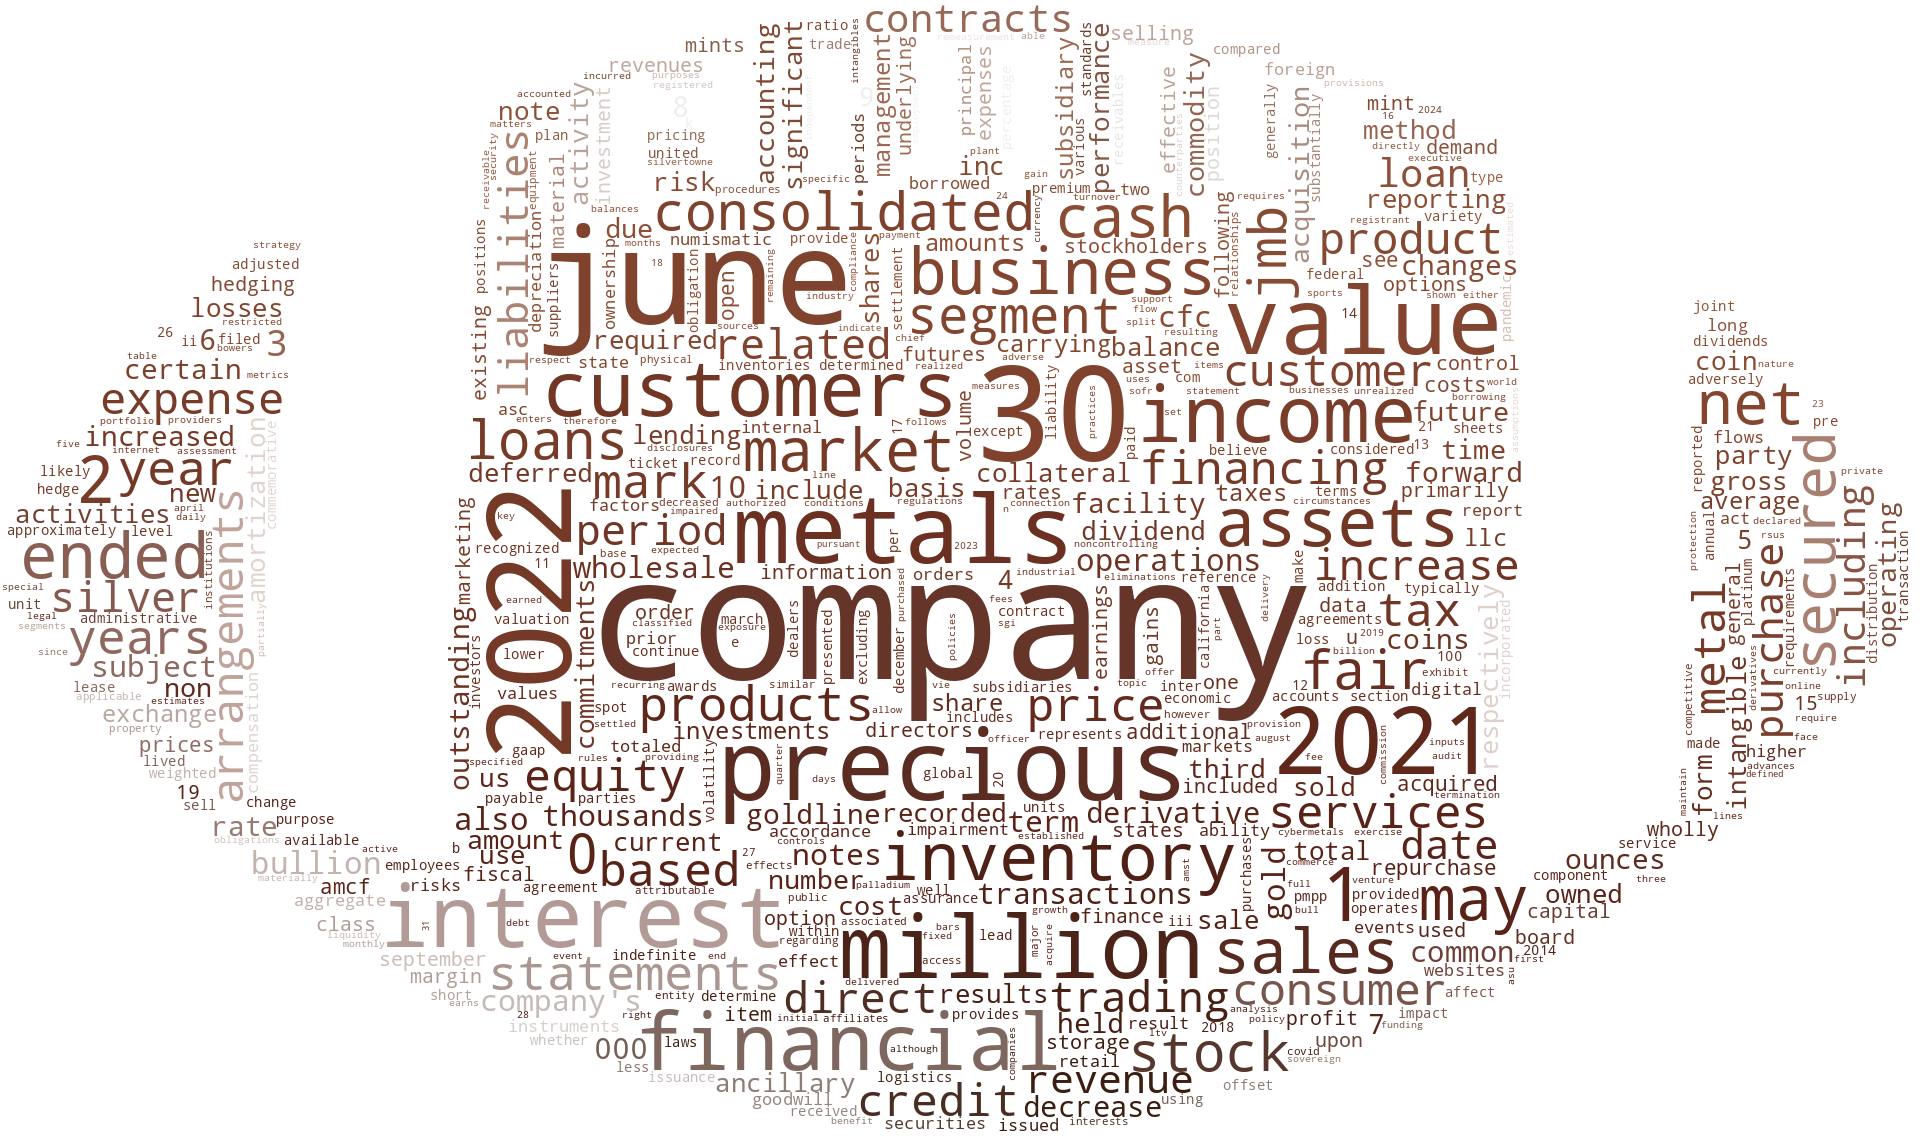 contracts
mints
ratio
trade
accounting
significant
intangibles
management
underlying
remeasurement
able
principal
expenses
percentage
subsidiary
various
standards
performance
receivables
selling
measure
compared
revenues
incurred
purposes
registered
foreign
provisions
accounted
note
matters
plan
activity
investment
8
pricing
united
silvertowne
periods
9
plant
inc
effective
counterparties
commodity
position
generally
acquisition
substantially
mint
2024
16
method
directly
demand
executive
receivable
security
liabilities
equipment
depreciation
material
risk
procedures
specific
borrowed
gain
24
premium
turnover
two
requires
loan
type
reporting
registrant
variety
estimated
strategy
adjusted
hedging
losses
restricted
balances
due
months
consolidated
cash
currency
jmb
product
see
changes
federal
options
pandemic
positions
existing
suppliers
june
ownership
18
numismatic
provide
payment
obligation
open
remaining
compliance
shares
settlement
amounts
stockholders
business
following
relationships
sports
shown either
value
14
26
ii
6
filed
bowers
3
table
certain
metrics
sources
industry
indicate
required
related
chief
segment
support
flow
split
cfc
resulting
carrying
balance
futures
adverse
joint
long
dividends
coin
nature
adversely
expense
portfolio
providers
increased
five
internet
assessment
respect
state
physical
inventories
determined
realized
asset
items
customer
control
costs
world
customers
30
measures
uses
com
sofr
statement
businesses
unrealized
borrowing
income
future
practices
set
net
23
pre
asc
enters
therefore
internal
disclosures
17
follows
volume
except
liability
paid
believe
considered
13
21
sheets
time
assumptions
loans
lending
market
ticket
record
line
collateral
financing
forward
reported
flows
party
private
gross
likely
2
year
hedge
new
april
daily
activities
approximately
level
amortization
commemorative
deferred
mark
10
include
basis
rates
facility
taxes
terms
primarily
circumstances
average
secured
including
2022
key
factors
decreased
impaired
authorized
conditions
regulations
n
connection
dividend
assets
report
llc
act
declared
annual
protection
rsus
5
operating
transaction
recognized
11
period
metals
pursuant
per
2023
noncontrolling
operations
ended
special
unit
silver
institutions
legal
administrative
segments
base
expected
wholesale
information
orders
eliminations
reference
make
increase
earned
valuation
marketing
4
industrial
fees
contract
sgi
addition
typically
data
agreements
tax
metal
platinum
general
purchase
requirements
distribution
years
since
arrangements
partially
subject
lease
non
applicable
estimates
lower
commitments
order
classified
march
exposure
e
prior
continue
company
dealers
presented
excluding
purchased
december
policies
earnings
gains
california
delivery
part
loss
u
2019
billion
coins
100
respectively
incorporated
derivatives
currently
online
supply
exchange
property
compensation
outstanding
investors
values
recurring
awards
similar
vie
subsidiaries
topic
offer
inter
one
fair
12
exhibit
accounts
section
digital
competitive
intangible
15
require
prices
lived
weighted
spot
settled
products
allow
share
includes
price
economic
however
made
face
higher
advances
defined
19
sell
change
gaap
specified
rules
totaled
providing
investments
directors
officer
represents
additional
markets
provision
august
2021
inputs
audit
fee
commission
us
equity
volatility
precious
quarter
days
global
20
third
included
sold
acquired
termination
form
maintain
lines
rate
purpose
available
obligations
active
payable
parties
also
thousands
goldline
recorded
units
term
derivative
services
wholly
service
bullion
materially
employees
b
amount
use
0
current
accordance
controls
impairment
established
states
ability
cybermetals
exercise
date
ounces
amcf
risks
fiscal
based
27
effects
notes
inventory
amst
purchases
commerce
total
repurchase
component
three
aggregate
agreement
attributable
number
palladium
well
assurance
transactions
gold
full
venture
provided
pmpp
bull
1
operates
may
owned
capital
class
liquidity
monthly
interest
31
debt
public
option
within
regarding
cost
associated
growth
bars
fixed
lead
major
acquire
finance
iii
sale
events
used
board
september
event
indefinite
end
effect
million
access
sales
common
2014
first
websites
asu
margin
short
earns
statements
company's
entity
determine
delivered
direct
results
trading
consumer
affect
28
right
item
initial
affiliates
provides
held
result
2018
analysis
policy
profit
7
impact
funding
instruments
whether
000
laws
financial
although
companies
storage
ltv
stock
covid
upon
sovereign
less
issuance
ancillary
logistics
retail
revenue
offset
goodwill
received
benefit
credit
decrease
using
securities
issued
interests